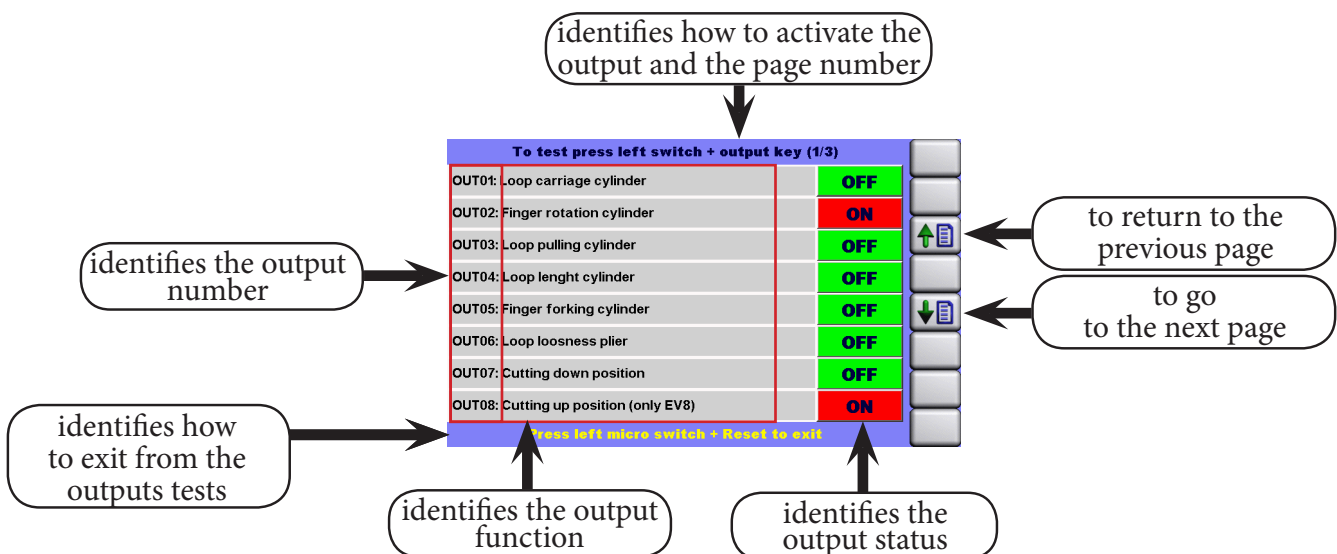 identifies how to activate the
output and the page number
To test press left switch + output key (1/3)
OUT01: Loop carriage cylinder OFF
OUT02: Finger rotation cylinder ON
OUT03: Loop pulling cylinder OFF
OUT04: Loop lenght cylinder OFF
OUT05: Finger forking cylinder OFF
OUT06: Loop loosness plier OFF
OUT07: Cutting down position OFF
OUT08: Cutting up position (only EV8) ON
Press left micro switch + Reset to exit
identifies the output
number
to return to the
previous page
to go
to the next page
identifies how
to exit from the
outputs tests
identifies the output
function
identifies the
output status